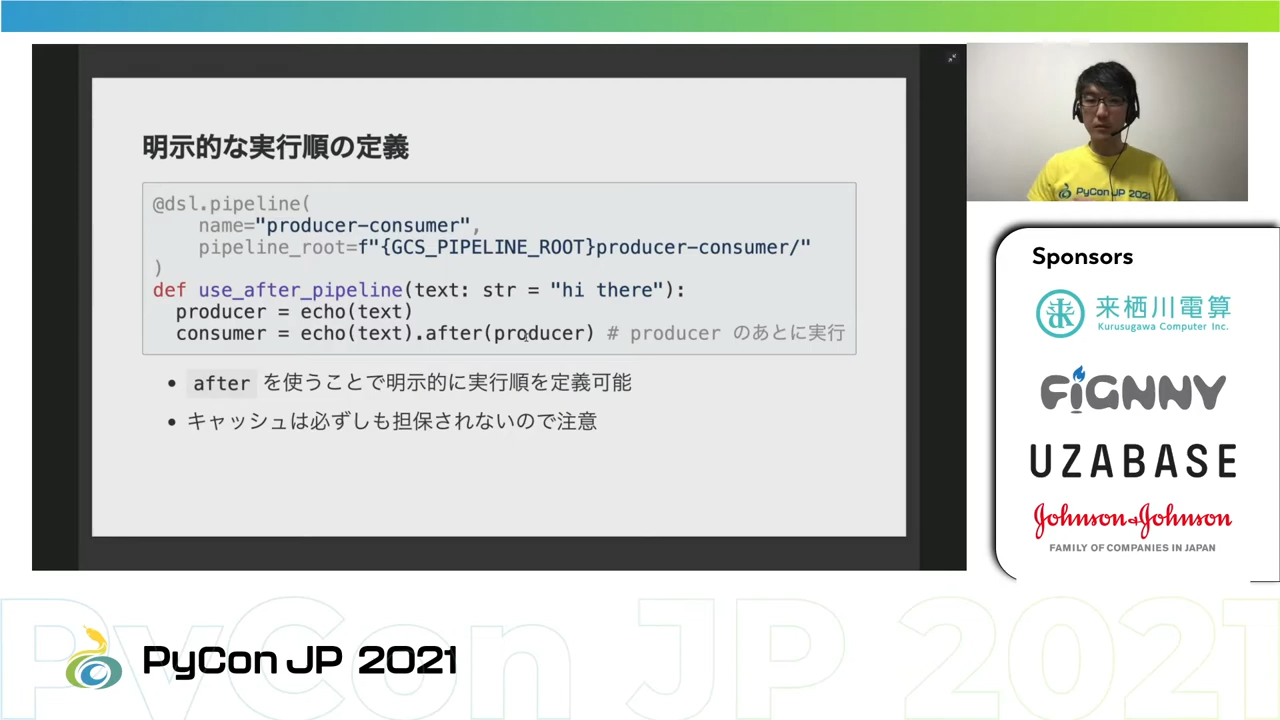 明示的な実行順の定義
@dsl.pipeline(
name="producer-consumer",
pipeline_root=f"{GCS_PIPELINE_ROOT}producer-consumer/"
)
def use_after_pipeline(text: str = "hi there"):
producer = echo(text)
consumer = echo(text).after(producer) # producer のあとに実行
• after を使うことで明示的に実行順を定義可能
• キャッシュは必ずしも担保されないので注意
PyCon JP 2021
Sponsors
来栖川電算
Kurusugawa Computer Inc.
FiGNNY
UZABASE
Johnson & Johnson
FAMILY OF COMPANIES IN JAPAN
PyCon JP 2021
PyCon JP 2021